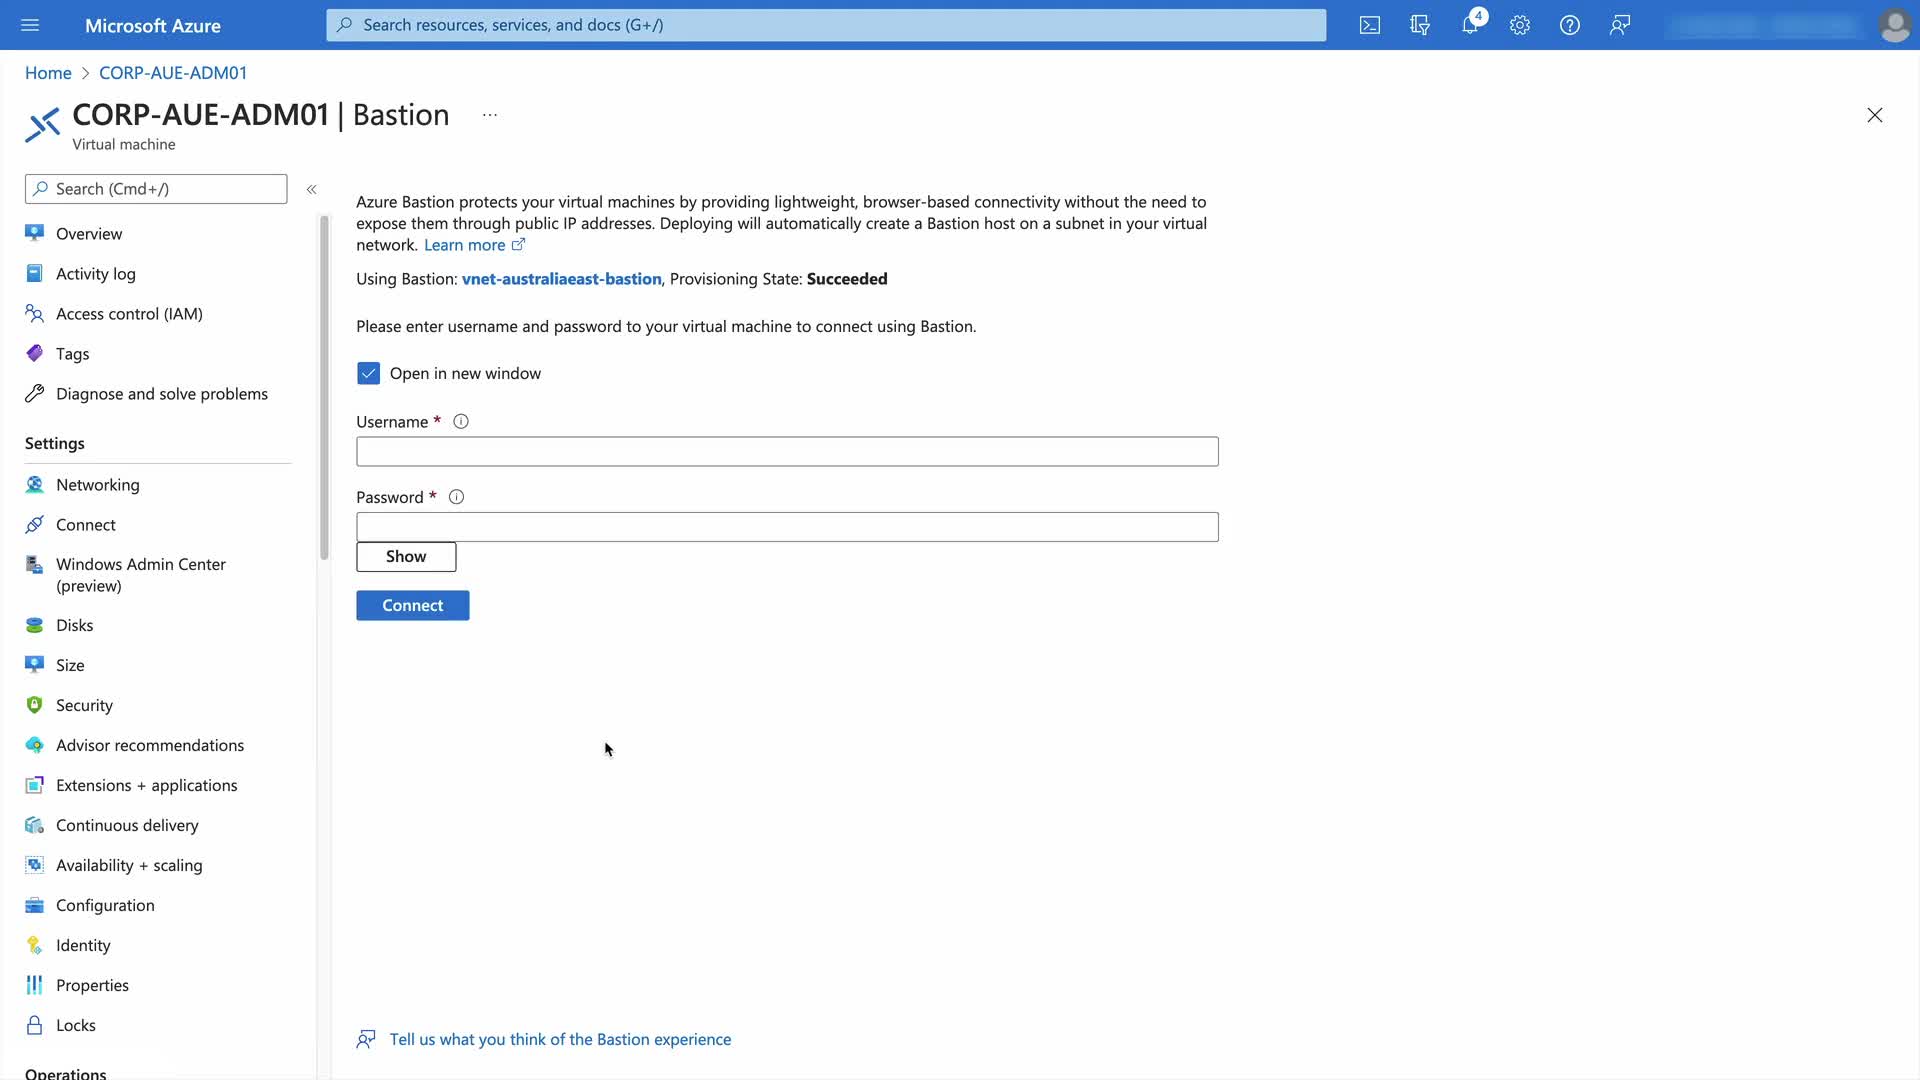 Microsoft Azure
Search resources, services, and docs (G+/)
4
Home > CORP-AUE-ADM01
CORP-AUE-ADM01 | Bastion ...
Virtual machine
Search (Cmd+/) «
Overview
Activity log
Access control (IAM)
Tags
Diagnose and solve problems
Settings
Networking
Connect
Windows Admin Center
(preview)
Disks
Size
Security
Advisor recommendations
Extensions + applications
Continuous delivery
Availability + scaling
Configuration
Identity
Properties
Locks
Operations
Azure Bastion protects your virtual machines by providing lightweight, browser-based connectivity without the need to
expose them through public IP addresses. Deploying will automatically create a Bastion host on a subnet in your virtual
network. Learn more
Using Bastion: vnet-australiaeast-bastion, Provisioning State: Succeeded
Please enter username and password to your virtual machine to connect using Bastion.
Open in new window
Username *
Password *
Show
Connect
Tell us what you think of the Bastion experience